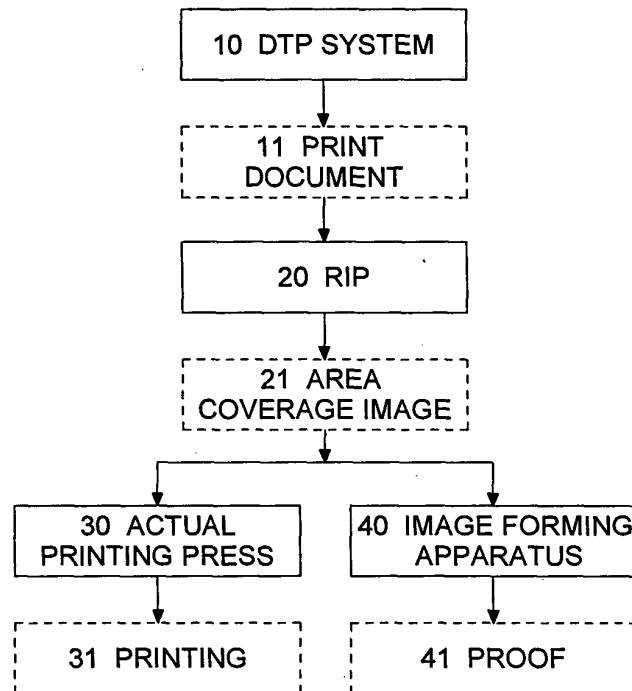 10 DTP SYSTEM
11 PRINT
DOCUMENT
20 RIP
21 AREA
COVERAGE IMAGE
30 ACTUAL
PRINTING PRESS
40 IMAGE FORMING
APPARATUS
31 PRINTING
41 PROOF